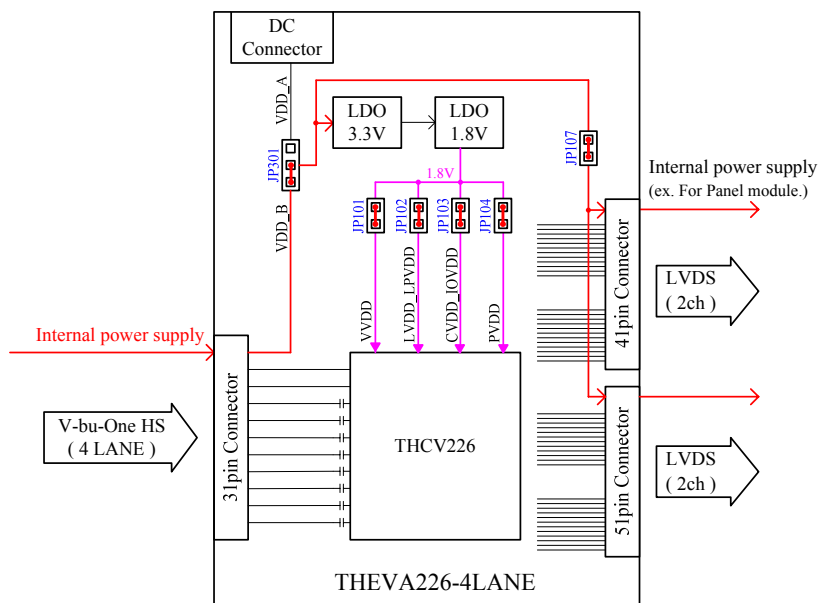 DC
Connector
VDD_A
LDO
3.3V
LDO
1.8V
JP301
JP107
1.8V
Internal power supply
(ex. For Panel module.)
JP101
JP102
JP103
JP104
VDD_B
VVDD
LVDD_LPVDD
CVDD_IOVDD
PVDD
41pin Connector
LVDS
( 2ch )
Internal power supply
V-bu-One HS
( 4 LANE )
31pin Connector
THCV226
51pin Connector
LVDS
( 2ch )
THEVA226-4LANE